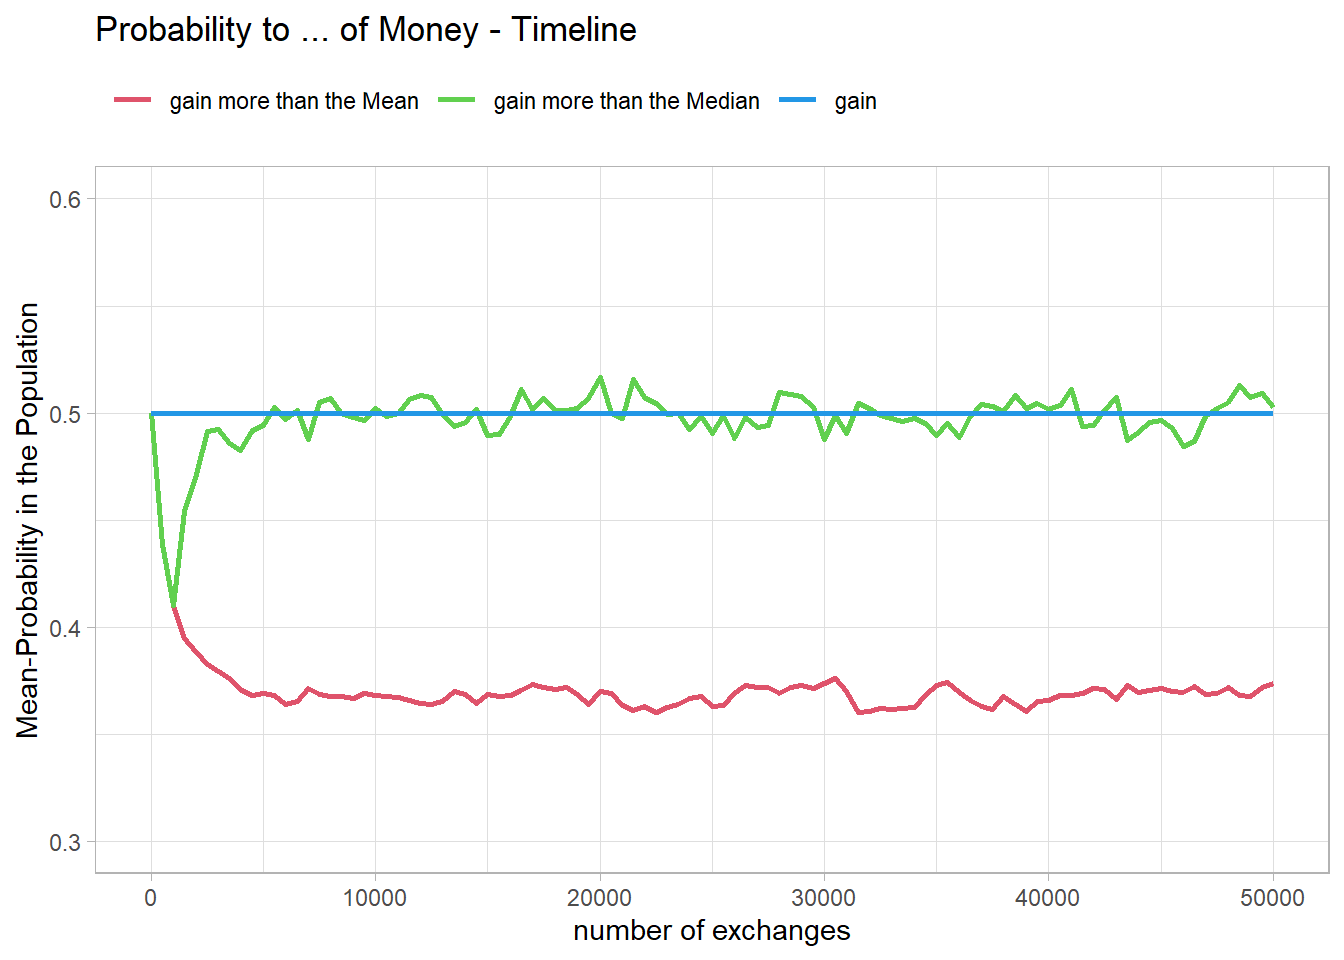 Probability to ... of Money - Timeline
gain more than the Mean gain more than the Median gain
Mean-Probability in the Population
0.6
0.5
0.4
0.3
0 10000 20000 30000 40000 50000
number of exchanges